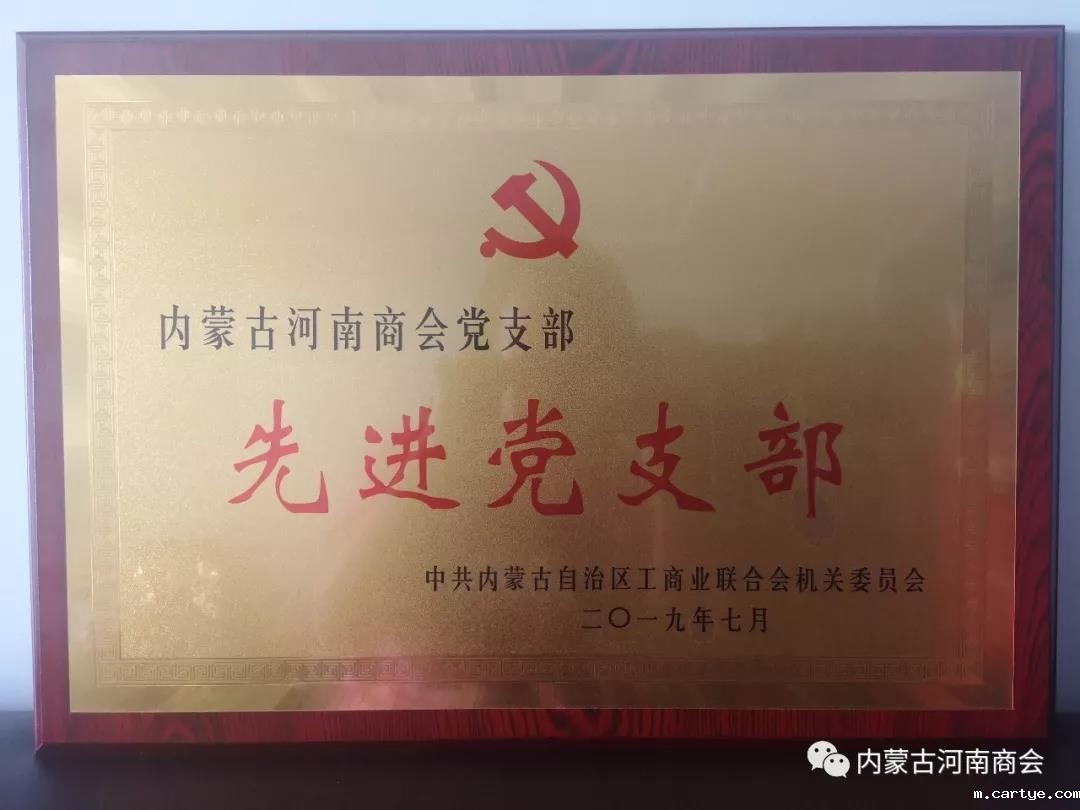 内蒙古河南商会党支部
先进党支部
中共内蒙古自治区工商业联合会机关委员会
二〇一九年七月
内蒙古河南商会
m.cartye.com